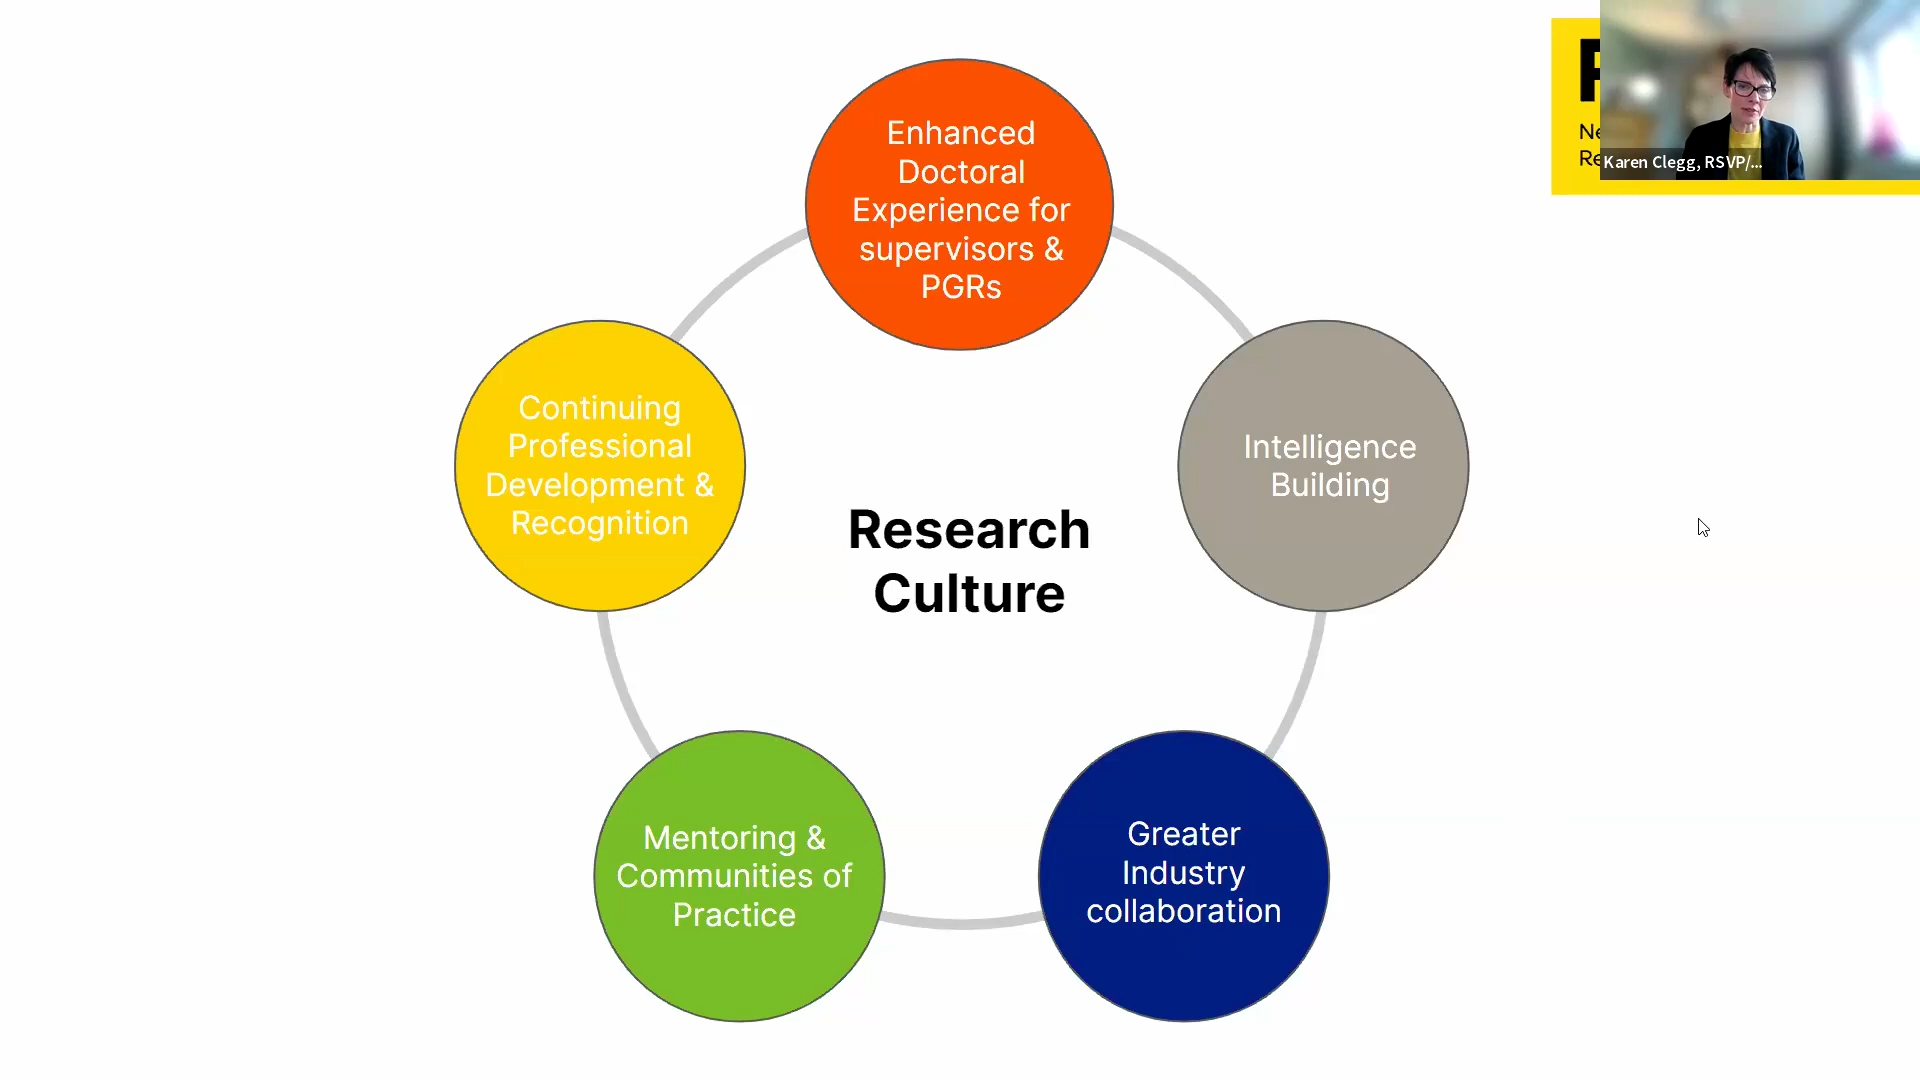 Enhanced
Doctoral
Experience for
supervisors &
PGRs
Continuing
Professional
Development &
Recognition
Intelligence
Building
Research
Culture
Mentoring &
Communities of
Practice
Greater
Industry
collaboration
Karen Clegg, RSVP/...